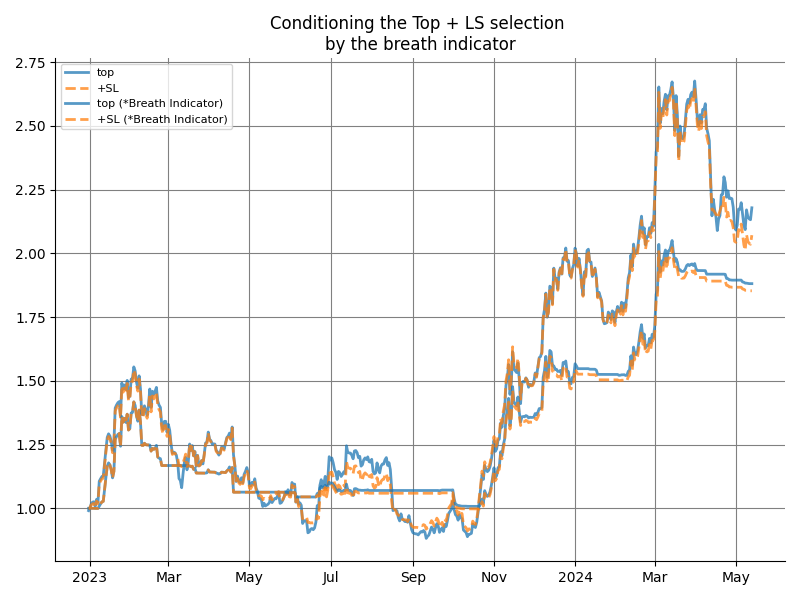 Conditioning the Top + LS selection
by the breath indicator
top
+SL
top (*Breath Indicator)
+SL (*Breath Indicator)
2.75
2.50
2.25
2.00
1.75
1.50
1.25
1.00
2023 Mar May Jul Sep Nov 2024 Mar May